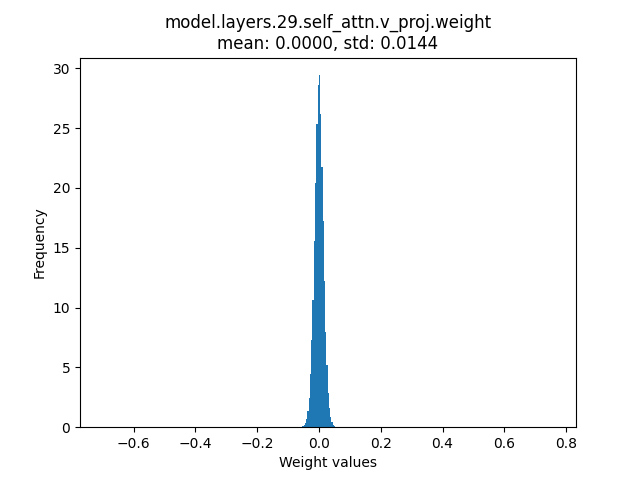 model.layers.29.self_attn.v_proj.weight
mean: 0.0000, std: 0.0144
30
25
20
15
10
5
0
Frequency
−0.6 −0.4 −0.2 0.0 0.2 0.4 0.6 0.8
Weight values